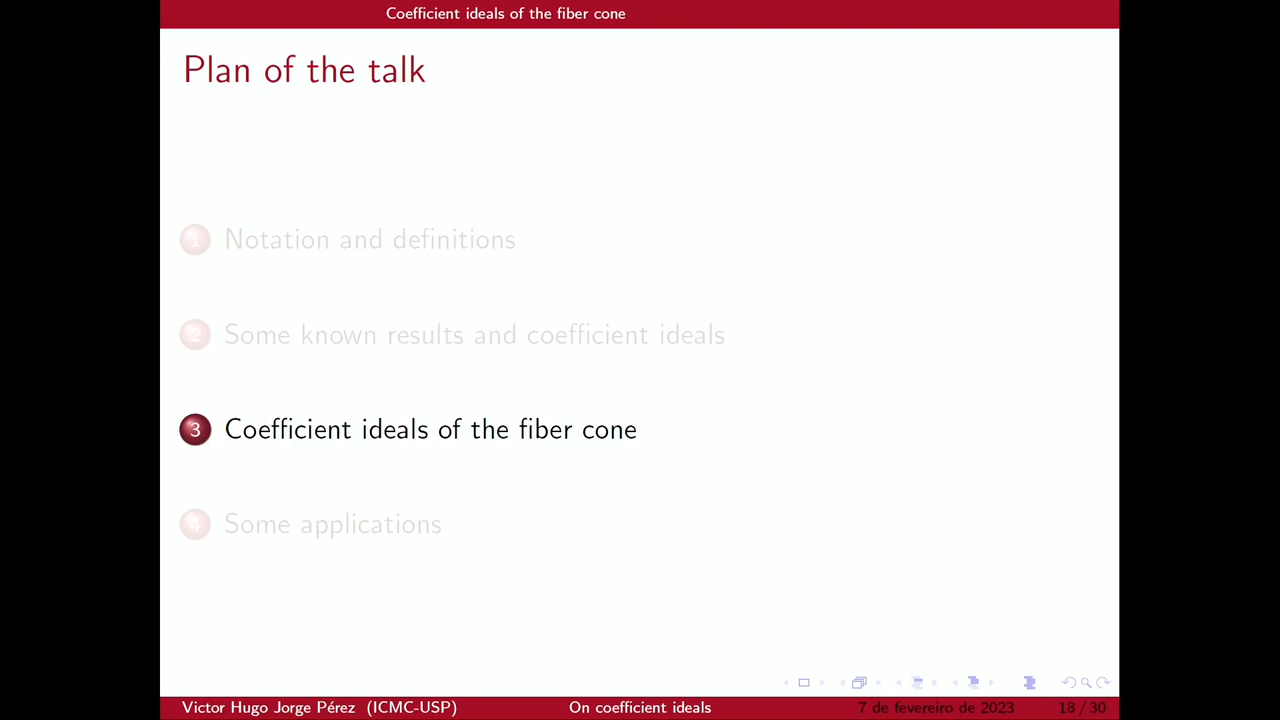 Coefficient ideals of the fiber cone
Plan of the talk
1 Notation and definitions
2 Some known results and coefficient ideals
3 Coefficient ideals of the fiber cone
4 Some applications
Victor Hugo Jorge Pérez (ICMC-USP) On coefficient ideals 7 de fevereiro de 2023 18 / 30